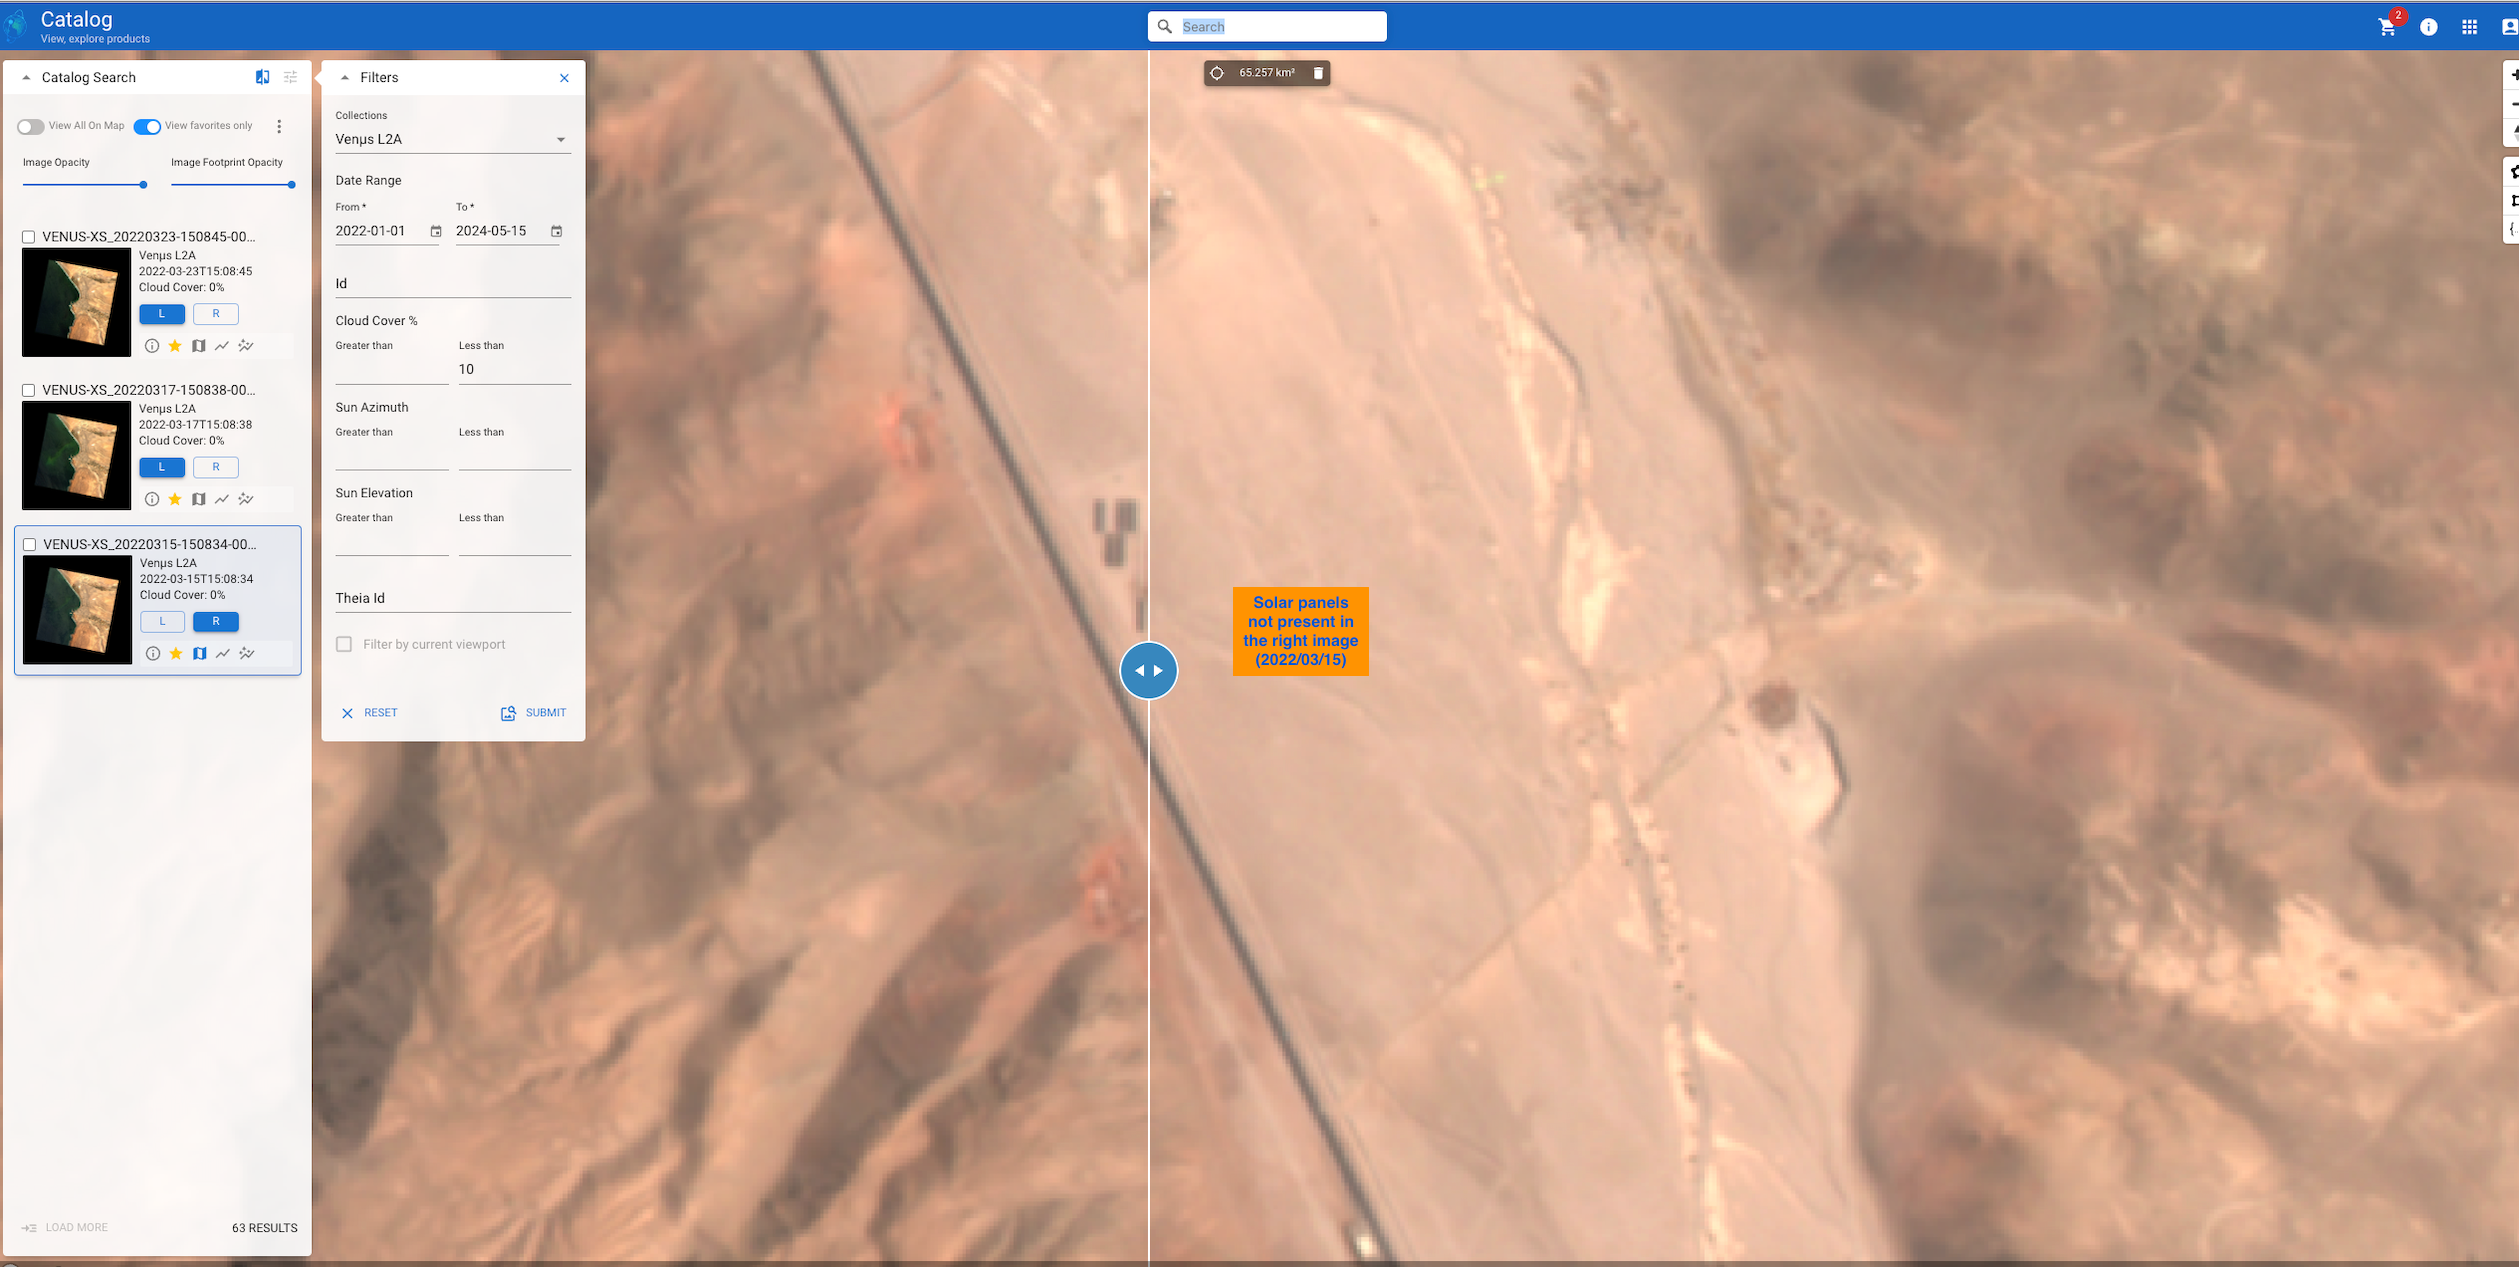 Catalog
View, explore products
Search
2
Catalog Search
View All On Map
View favorites only
Image Opacity
Image Footprint Opacity
VENUS-XS_20220323-150845-00...
Venµs L2A
2022-03-23T15:08:45
Cloud Cover: 0%
L
R
VENUS-XS_20220317-150838-00...
Venµs L2A
2022-03-17T15:08:38
Cloud Cover: 0%
L
R
VENUS-XS_20220315-150834-00...
Venµs L2A
2022-03-15T15:08:34
Cloud Cover: 0%
L
R
LOAD MORE
63 RESULTS
Filters
Collections
Venµs L2A
Date Range
From *
To *
2022-01-01
2024-05-15
Id
Cloud Cover %
Greater than
Less than
10
Sun Azimuth
Greater than
Less than
Sun Elevation
Greater than
Less than
Theia Id
Filter by current viewport
RESET
SUBMIT
65.257 km²
Solar panels
not present in
the right image
(2022/03/15)